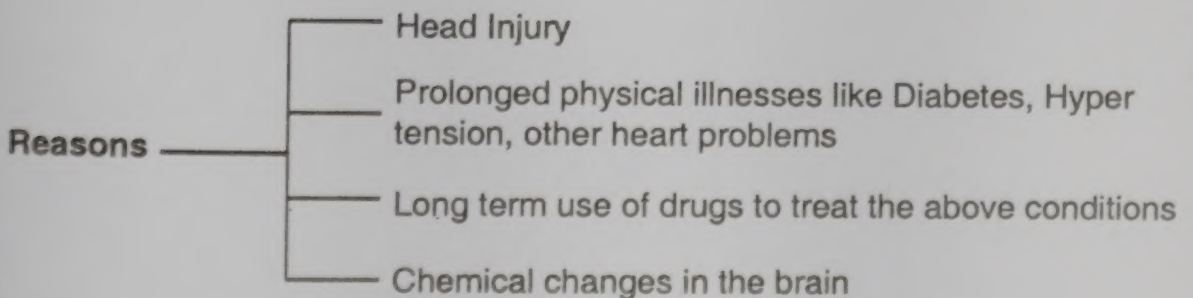 Head Injury
Prolonged physical illnesses like Diabetes, Hyper
tension, other heart problems
Reasons
Long term use of drugs to treat the above conditions
Chemical changes in the brain